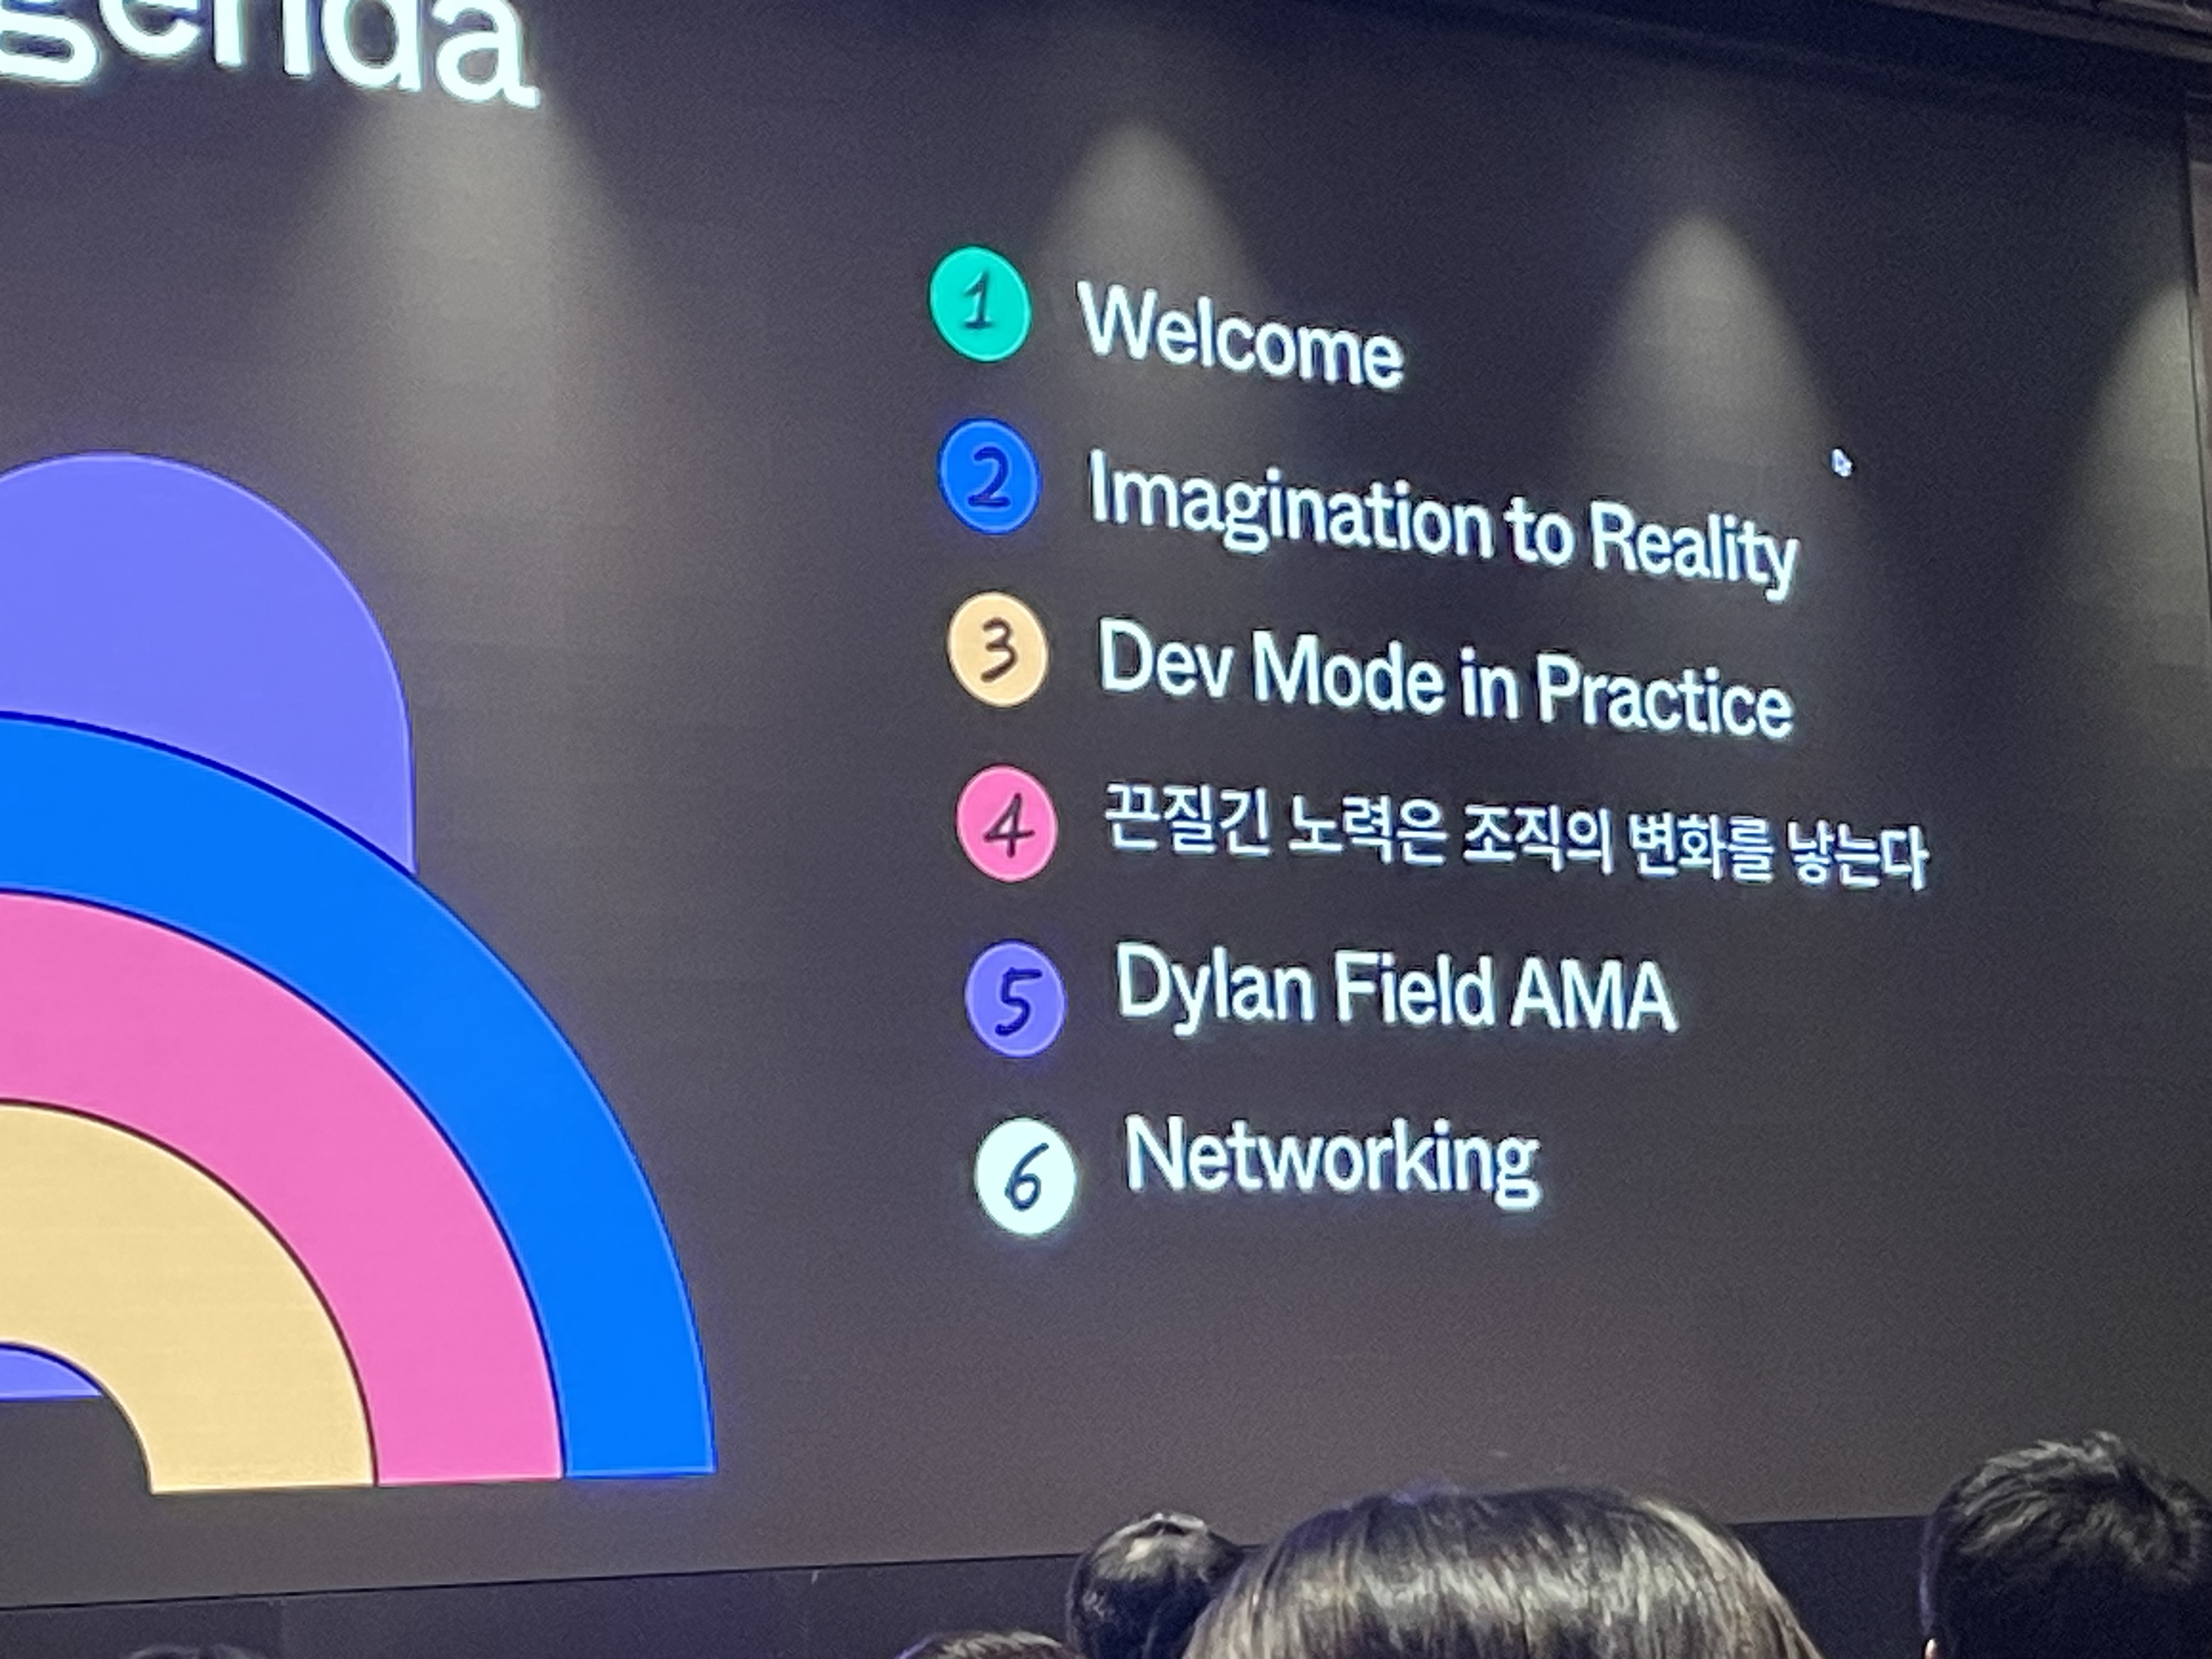 genda
1 Welcome
2 Imagination to Reality
3 Dev Mode in Practice
4 끈질긴 노력은 조직의 변화를 낳는다
5 Dylan Field AMA
6 Networking